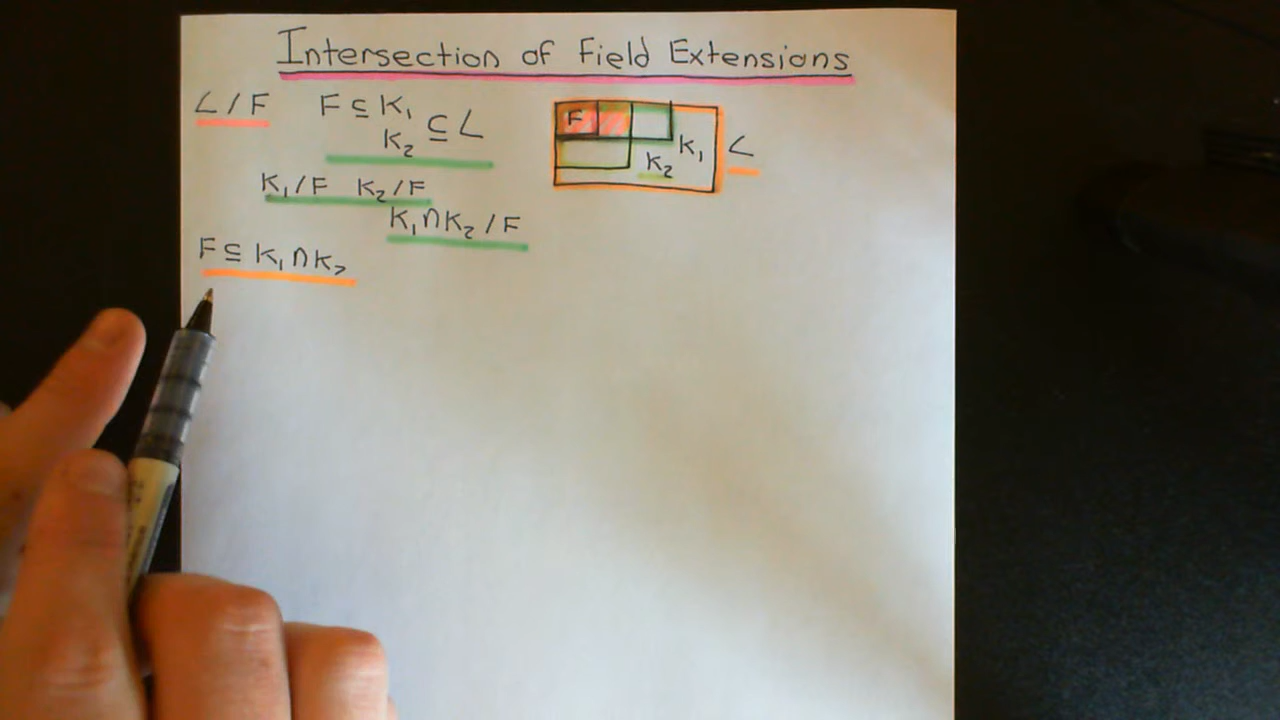 Intersection of Field Extensions
L/F F ⊆ K₁ K₂ ⊆ L
F K₁ K₂ L
K₁/F K₂/F
K₁∩K₂/F
F ⊆ K₁∩K₂